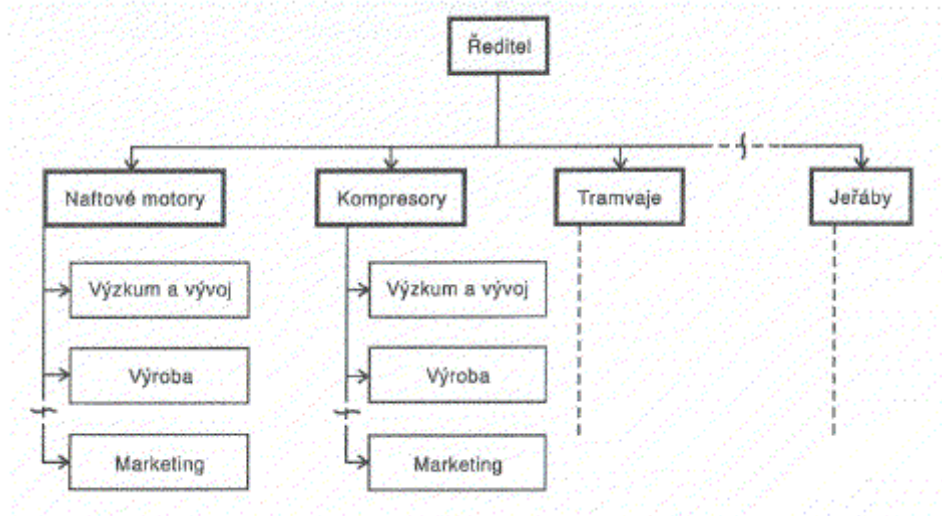 Ředitel
Naftové motory
Kompresory
Tramvaje
Jeřáby
Výzkum a vývoj
Výzkum a vývoj
Výroba
Výroba
Marketing
Marketing